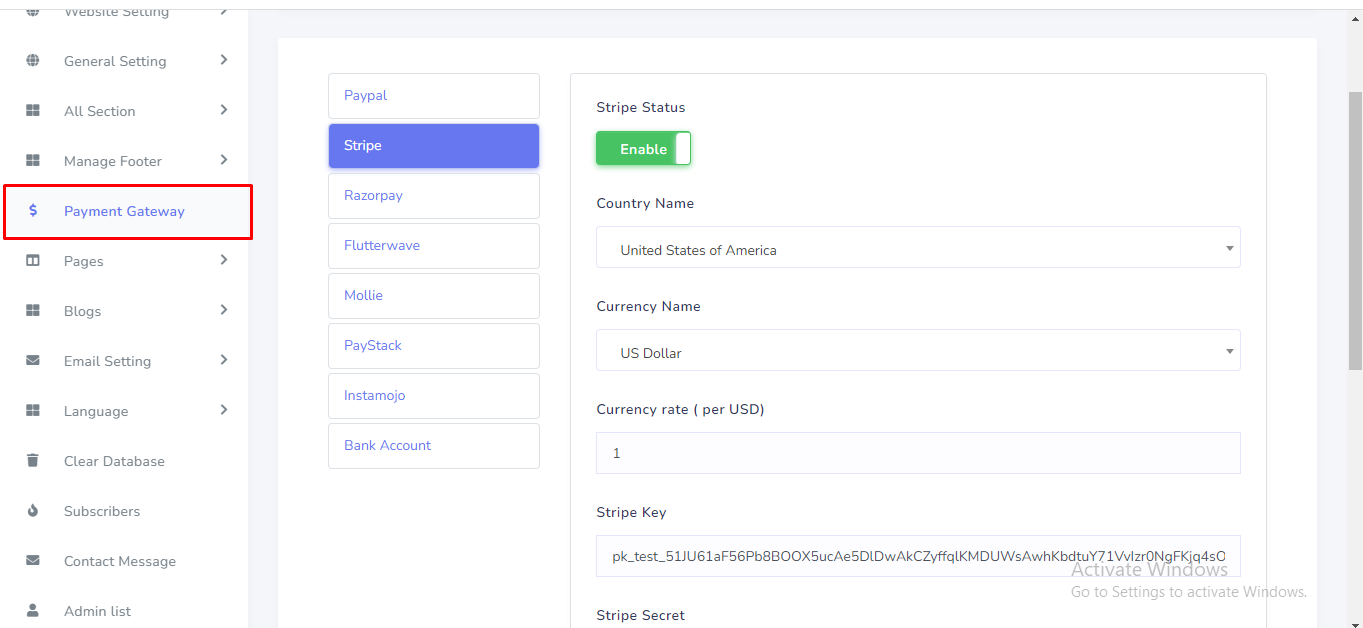 Website Setting
General Setting
All Section
Manage Footer
$ Payment Gateway
Pages
Blogs
Email Setting
Language
Clear Database
Subscribers
Contact Message
Admin list
Paypal
Stripe
Razorpay
Flutterwave
Mollie
PayStack
Instamojo
Bank Account
Stripe Status
Enable
Country Name
United States of America
Currency Name
US Dollar
Currency rate ( per USD)
1
Stripe Key
Stripe Secret
Activate Windows
Go to Settings to activate Windows.